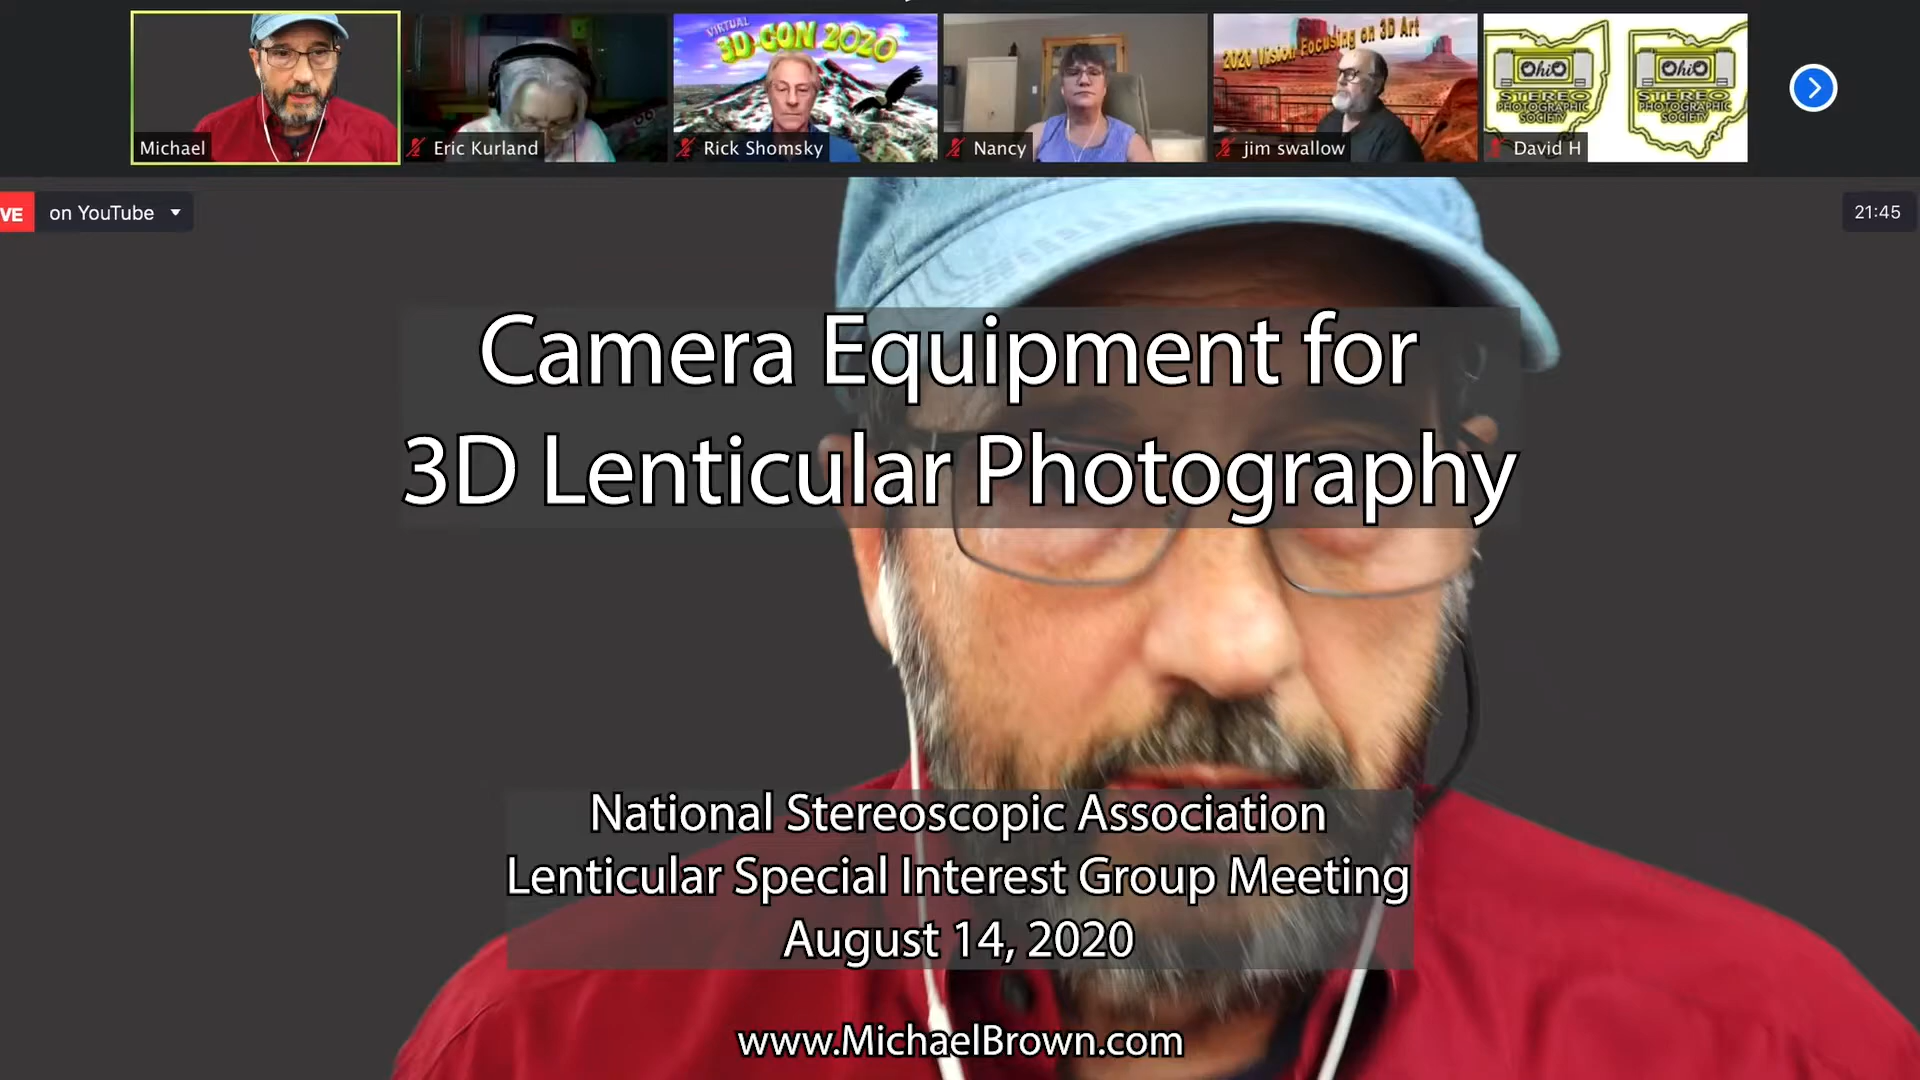 VIRTUAL
3D-CON 2020
2020 Vision Focusing on 3D Art
OhiO
STEREO
PHOTOGRAPHIC
SOCIETY
OhiO
STEREO
PHOTOGRAPHIC
SOCIETY
Michael
Eric Kurland
Rick Shomsky
Nancy
jim swallow
David H
VE
on YouTube
21:45
Camera Equipment for
3D Lenticular Photography
National Stereoscopic Association
Lenticular Special Interest Group Meeting
August 14, 2020
www.MichaelBrown.com